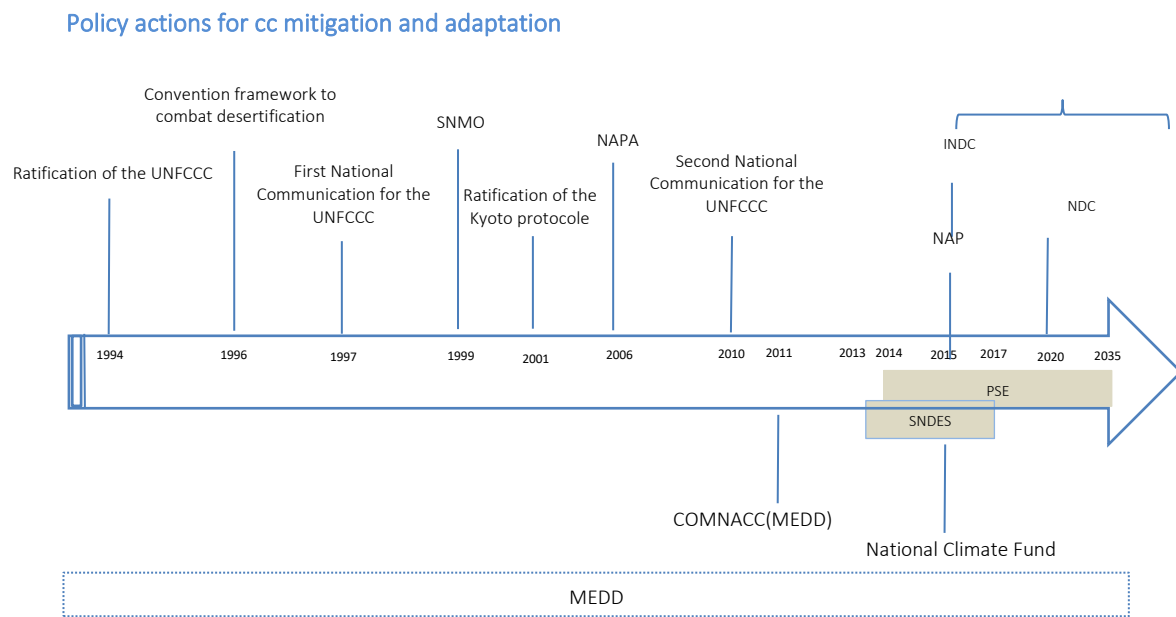 Policy actions for cc mitigation and adaptation
Convention framework to
combat desertification
SNMO
NAPA
INDC
Ratification of the UNFCCC
First National
Communication for the
UNFCCC
Ratification of the
Kyoto protocole
Second National
Communication for the
UNFCCC
NDC
NAP
1994
1996
1997
1999
2001
2006
2010
2011
2013
2014
2015
2017
2020
2035
PSE
SNDES
COMNACC(MEDD)
National Climate Fund
MEDD